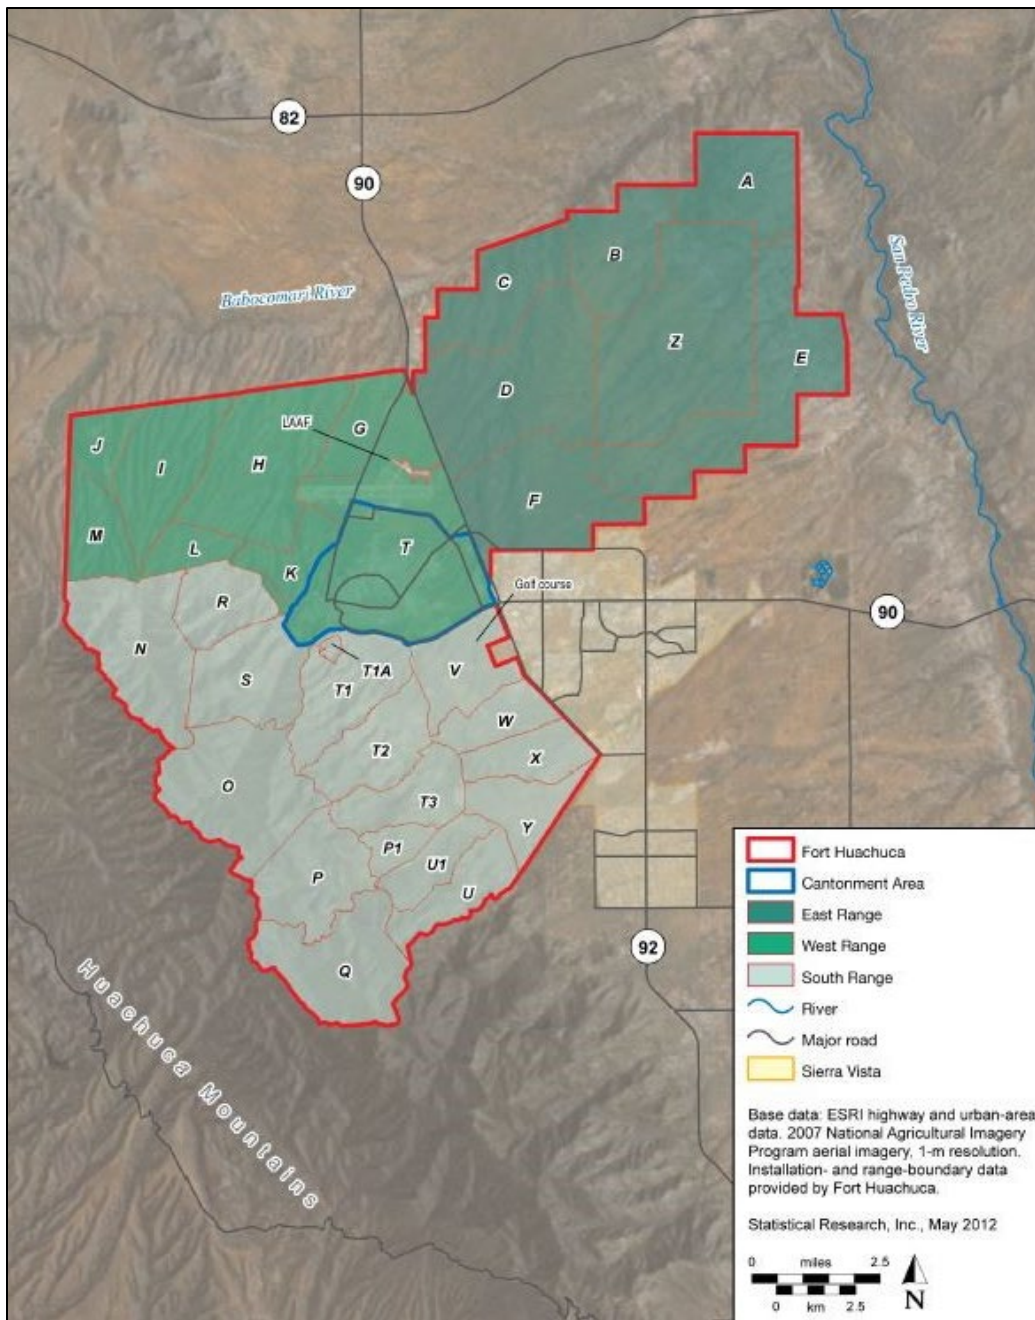 82
A
90
B
San Pedro River
C
Babocomari River
Z
E
D
G
LAAF
J
I
H
F
M
L
T
K
Golf course
R
90
N
V
T1A
S
T1
W
T2
X
O
T3
Y
P1
U1
P
U
Q
92
Huachuca Mountains
Fort Huachuca
Cantonment Area
East Range
West Range
South Range
River
Major road
Sierra Vista
Base data: ESRI highway and urban-area
data. 2007 National Agricultural Imagery
Program aerial imagery, 1-m resolution.
Installation- and range-boundary data
provided by Fort Huachuca.
Statistical Research, Inc., May 2012
0 miles 2.5
0 km 2.5
N